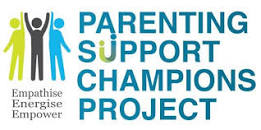 PARENTING
SUPPORT
CHAMPIONS
PROJECT
Empathise
Energise
Empower